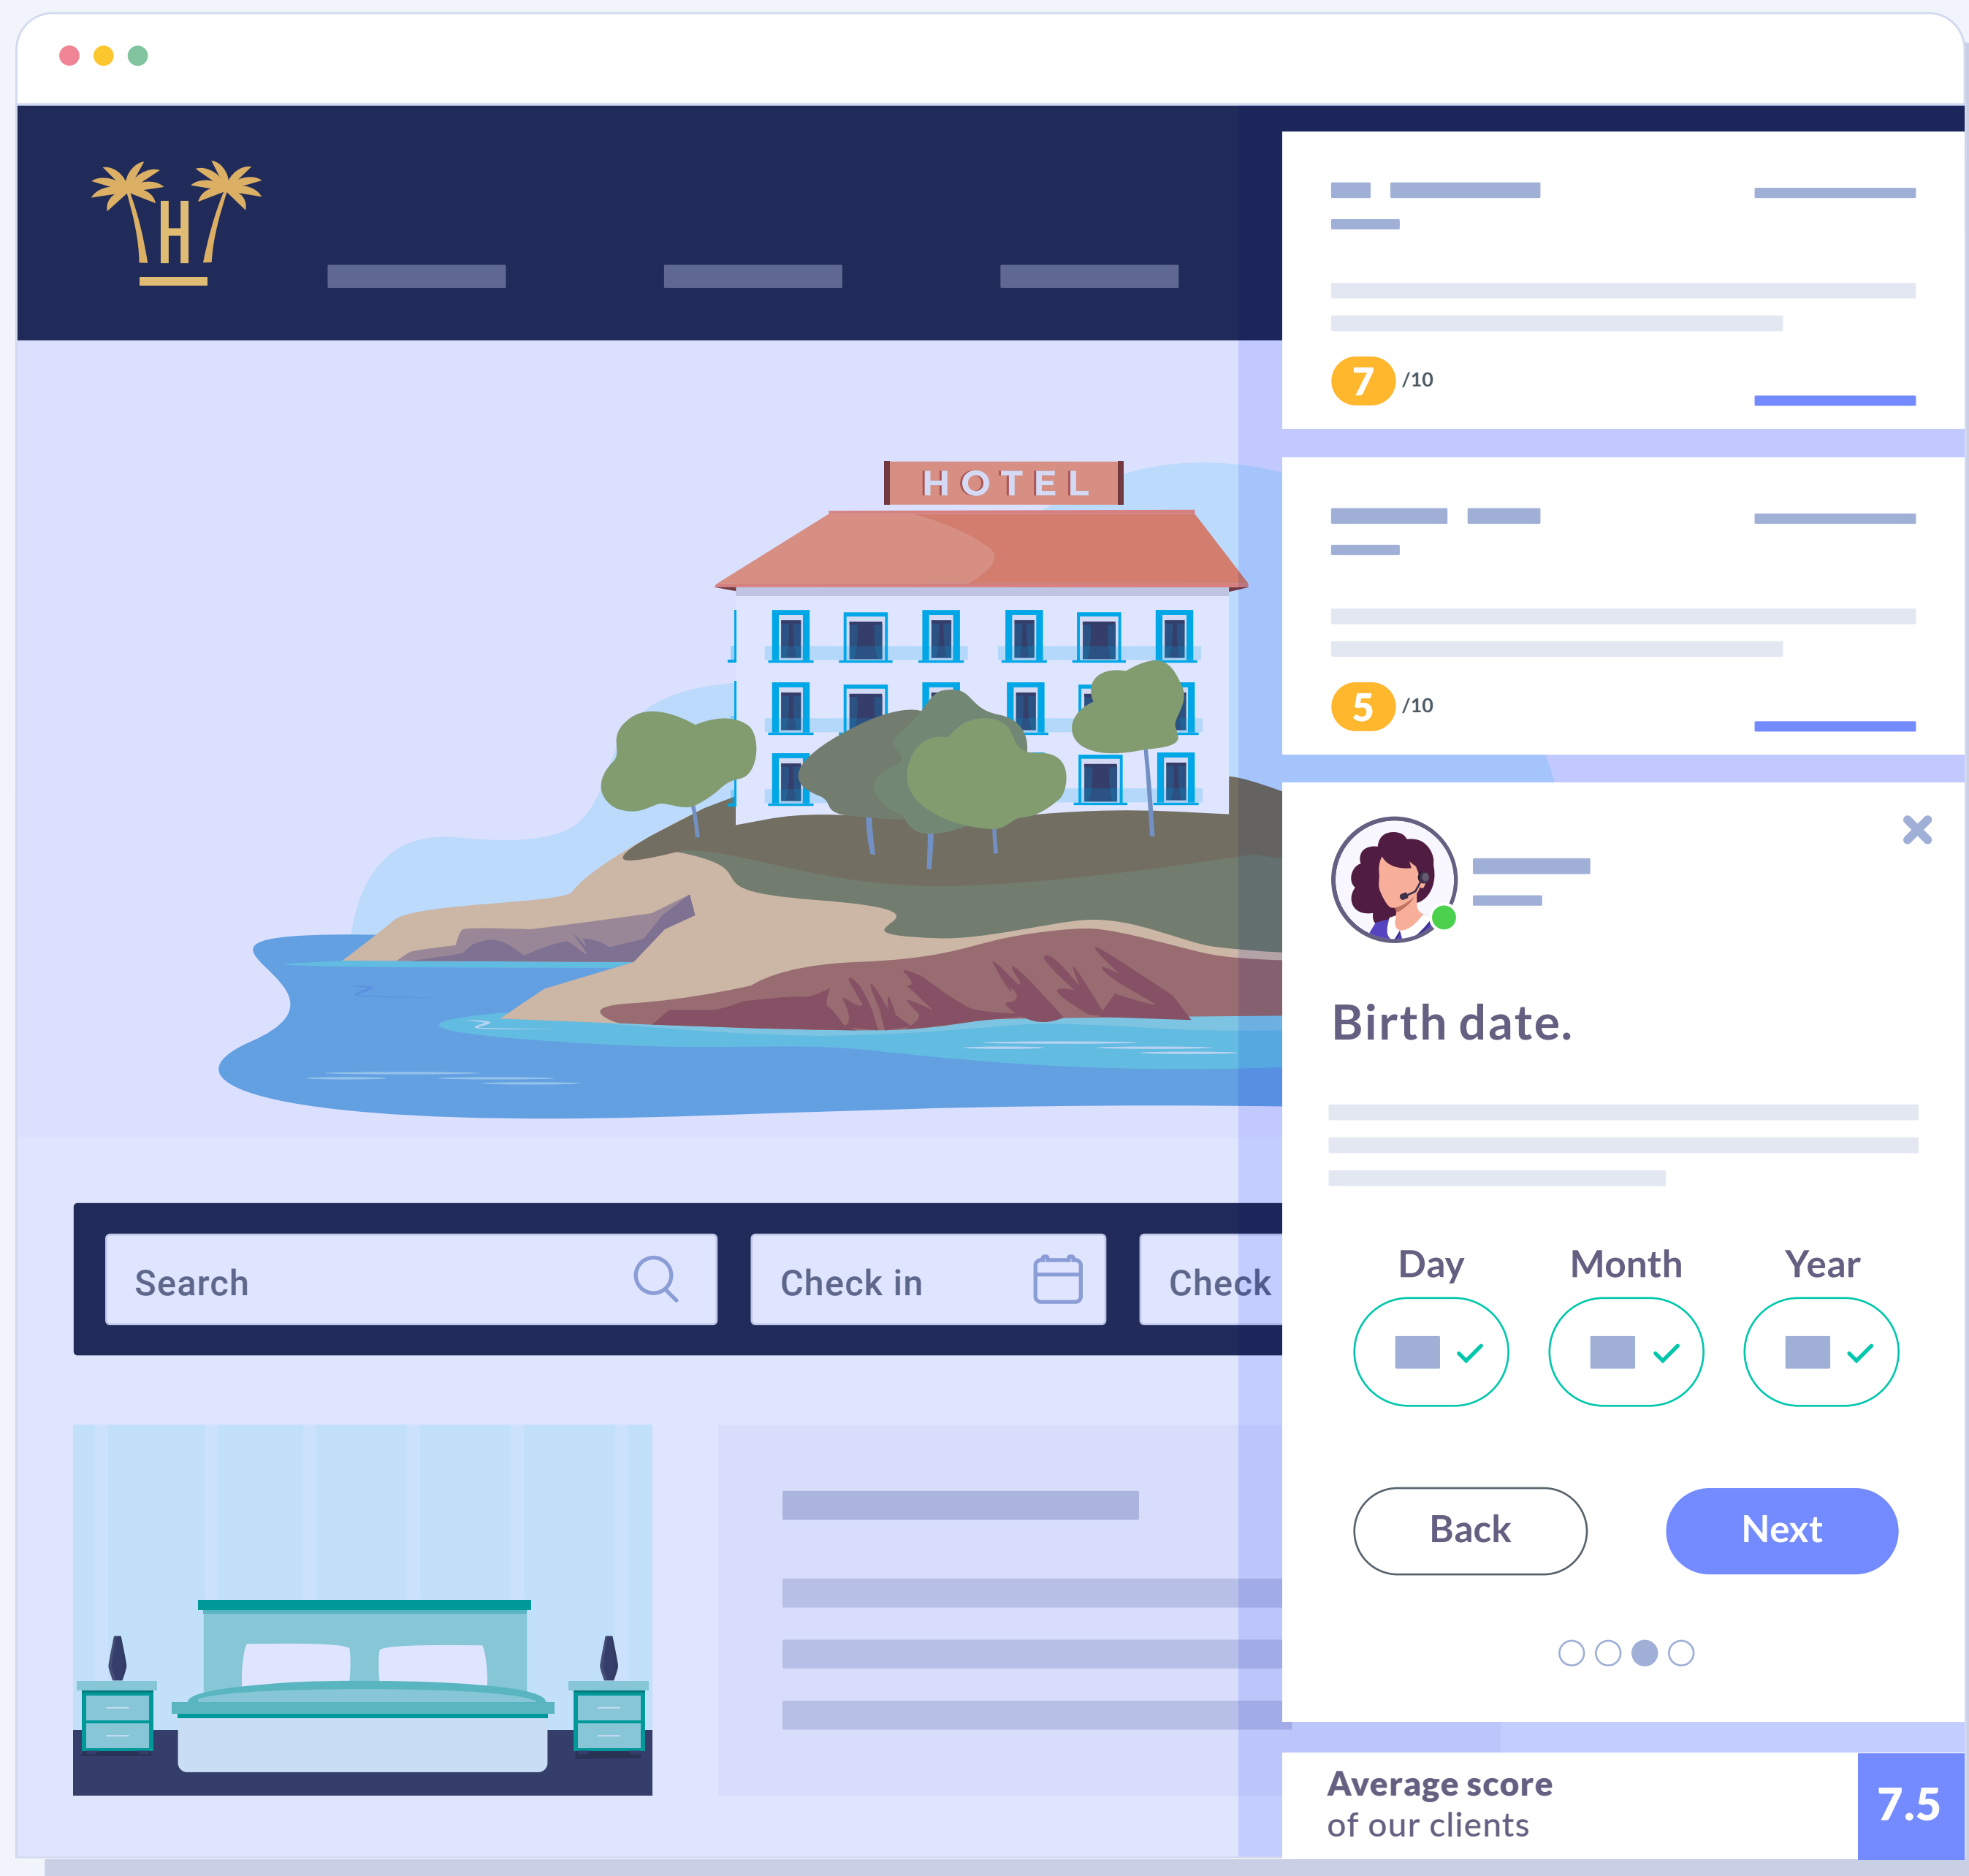 H
HOTEL
Search
Check in
Check
7 /10
5 /10
Birth date.
Day Month Year
Back Next
Average score
of our clients
7.5